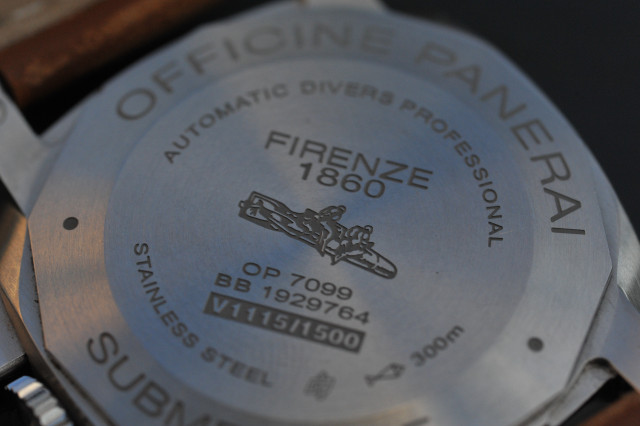 OFFICINE PANERAI
AUTOMATIC DIVERS PROFESSIONAL
FIRENZE
1860
OP 7099
BB 1929764
V1115/1500
STAINLESS STEEL
300m